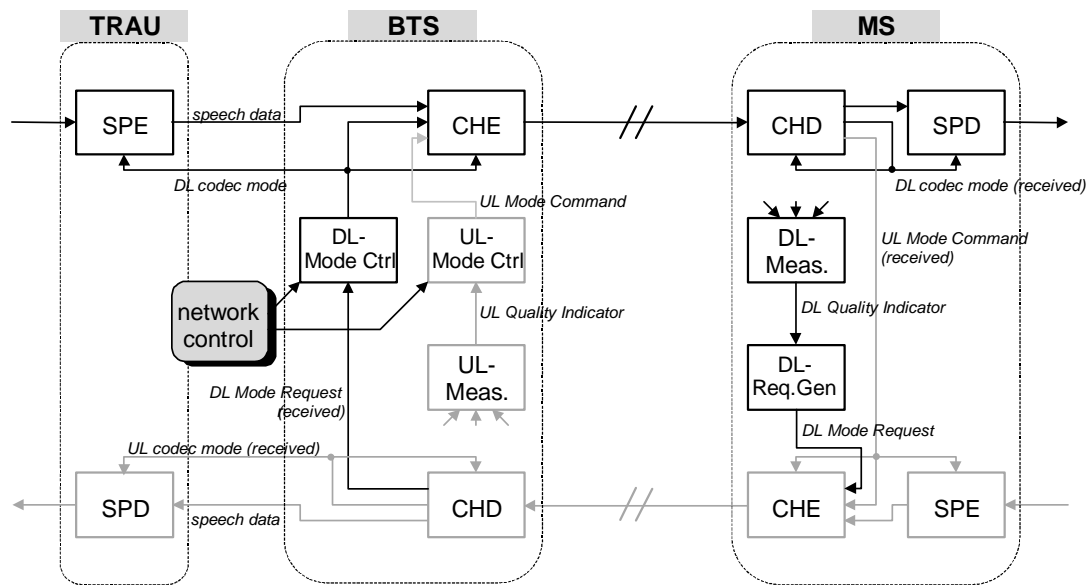 TRAU
BTS
MS
SPE
speech data
CHE
CHD
SPD
DL codec mode
DL codec mode (received)
UL Mode Command
DL-
Mode Ctrl
UL-
Mode Ctrl
DL-
Meas.
UL Mode Command
(received)
network
control
UL Quality Indicator
DL Quality Indicator
UL-
Meas.
DL-
Req.Gen
DL Mode Request
(received)
DL Mode Request
UL codec mode (received)
SPD
speech data
CHD
CHE
SPE